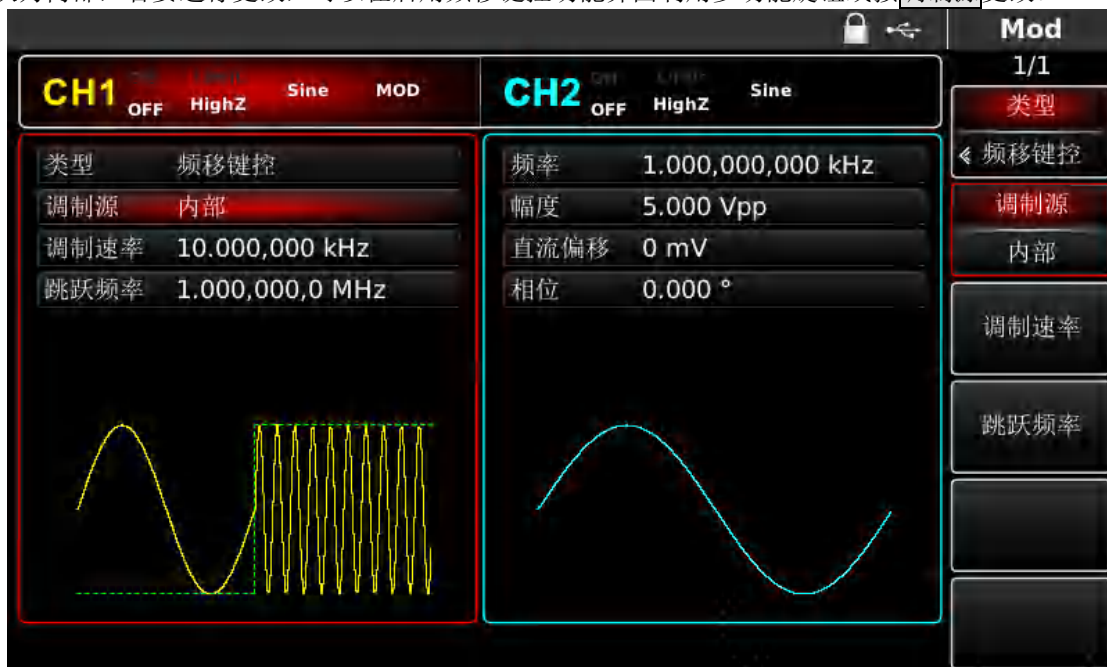 Mod
1/1
CH1 OFF HighZ Sine MOD
CH2 OFF HighZ Sine
类型
频移键控
类型 频移键控
调制源 内部
调制速率 10.000,000 kHz
跳跃频率 1.000,000,0 MHz
频率 1.000,000,000 kHz
幅度 5.000 Vpp
直流偏移 0 mV
相位 0.000 °
调制源
内部
调制速率
跳跃频率